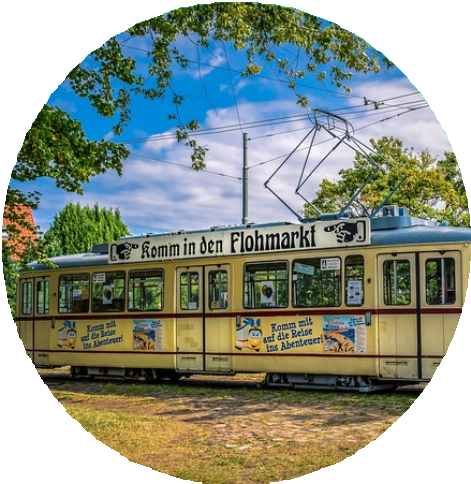 Komm in den Flohmarkt
Komm mit
auf die Reise
ins Abenteuer!
Komm mit
auf die Reise
ins Abenteuer!